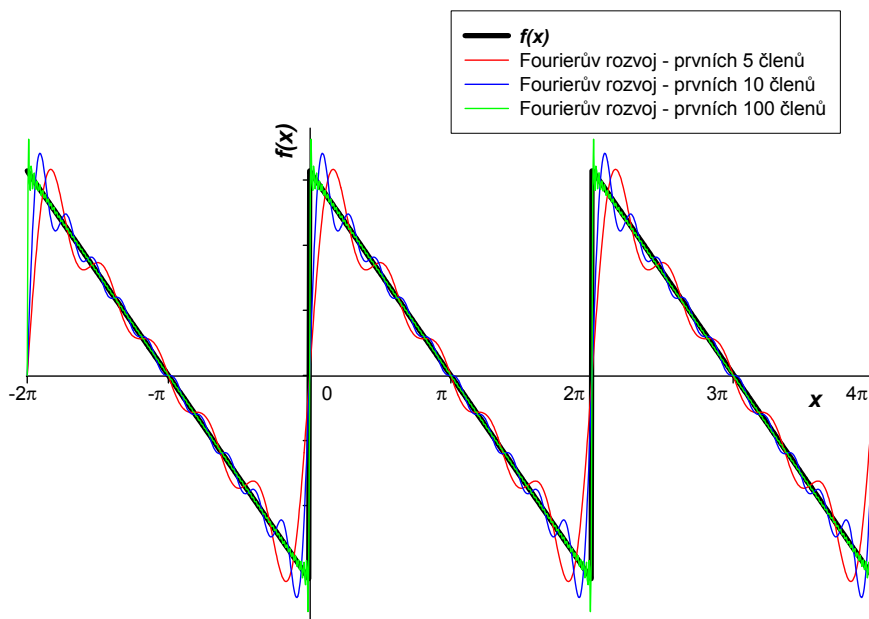 f(x)
Fourierův rozvoj - prvních 5 členů
Fourierův rozvoj - prvních 10 členů
Fourierův rozvoj - prvních 100 členů
f(x)
-2π -π 0 π 2π 3π x 4π